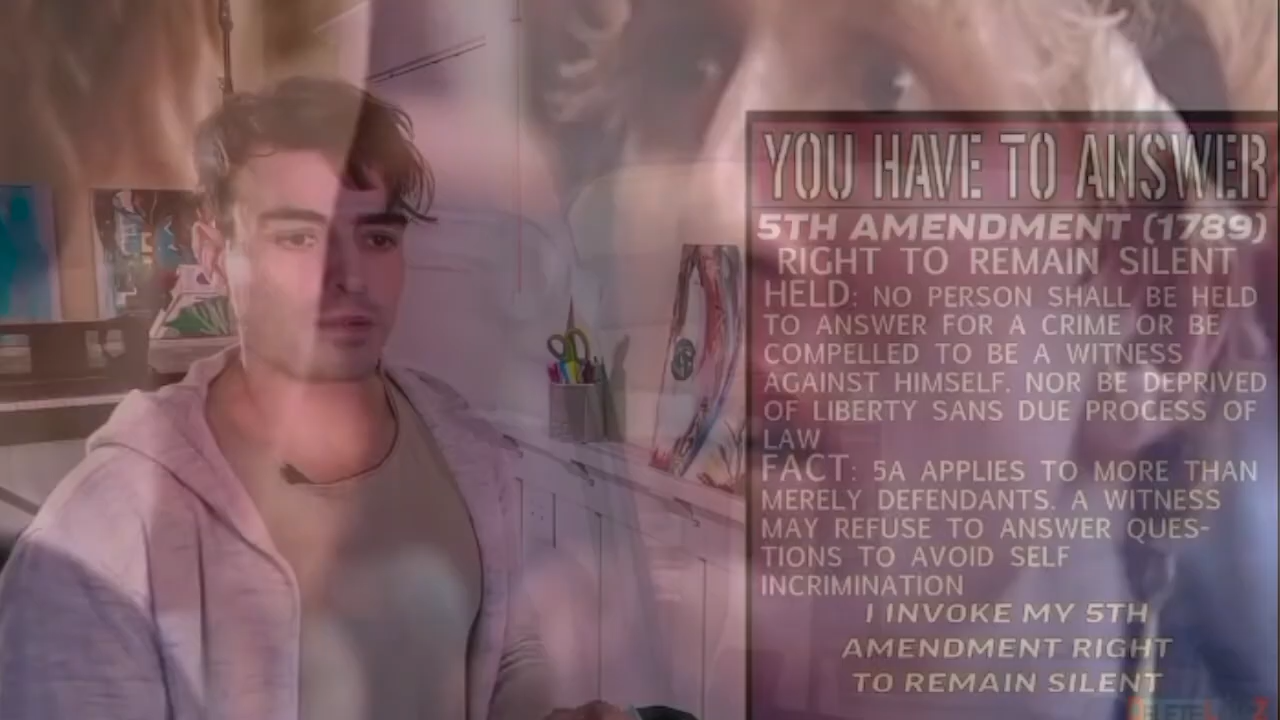 YOU HAVE TO ANSWER
5TH AMENDMENT (1789)
RIGHT TO REMAIN SILENT
HELD: NO PERSON SHALL BE HELD
TO ANSWER FOR A CRIME OR BE
COMPELLED TO BE A WITNESS
AGAINST HIMSELF, NOR BE DEPRIVED
OF LIBERTY SANS DUE PROCESS OF
LAW
FACT: 5A APPLIES TO MORE THAN
MERELY DEFENDANTS. A WITNESS
MAY REFUSE TO ANSWER QUES-
TIONS TO AVOID SELF
INCRIMINATION
I INVOKE MY 5TH
AMENDMENT RIGHT
TO REMAIN SILENT